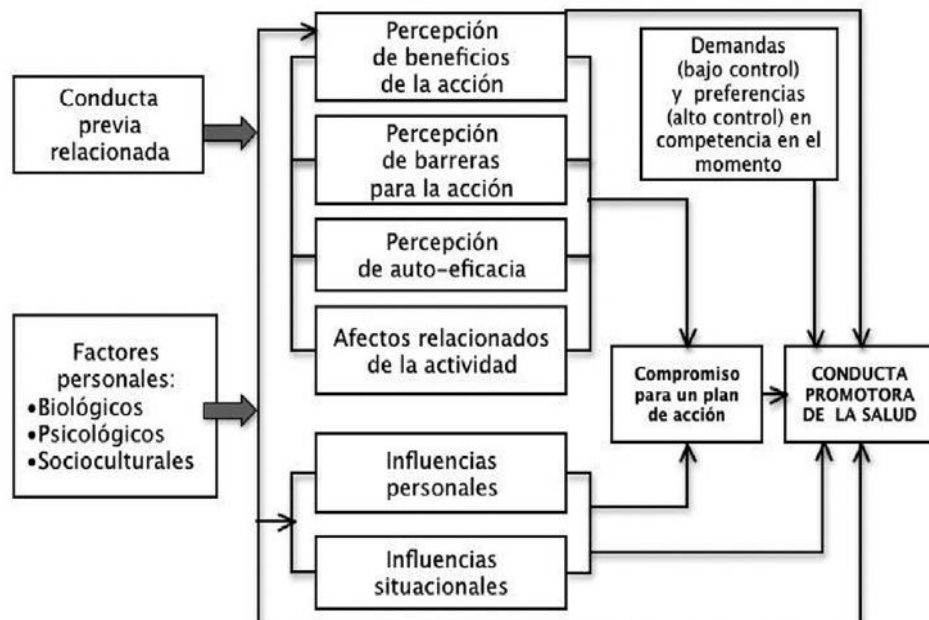 Conducta
previa
relacionada
Factores
personales:
•Biológicos
•Psicológicos
•Socioculturales
Percepción
de beneficios
de la acción
Percepción
de barreras
para la acción
Percepción
de auto-eficacia
Afectos relacionados
de la actividad
Influencias
personales
Influencias
situacionales
Demandas
(bajo control)
y preferencias
(alto control) en
competencia en el
momento
Compromiso
para un plan
de acción
CONDUCTA
PROMOTORA
DE LA SALUD